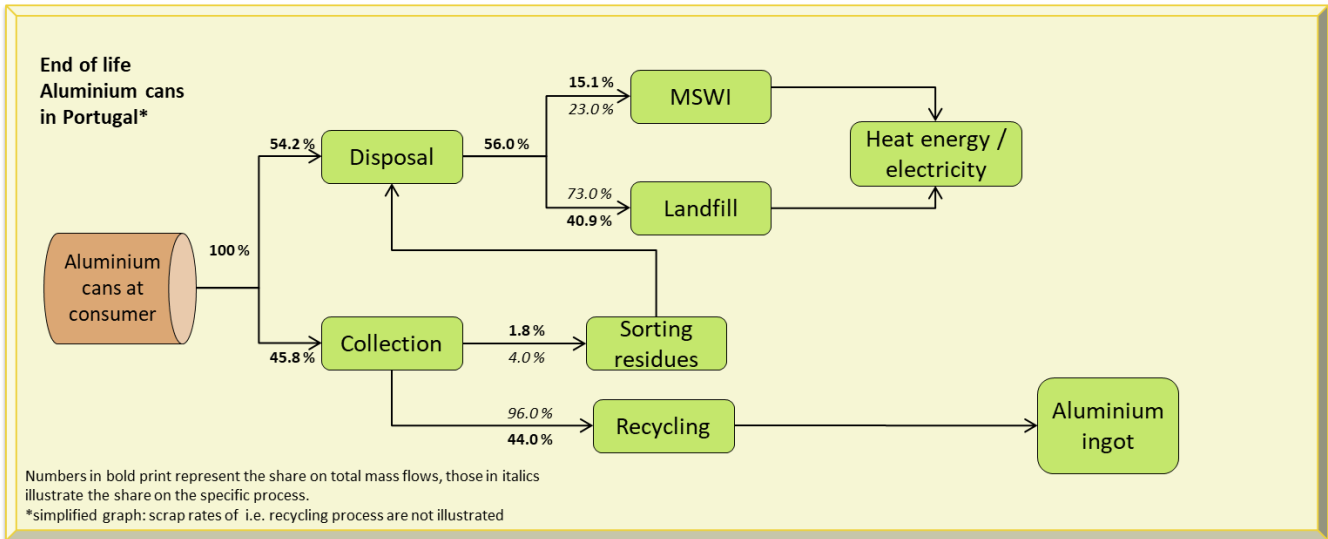 End of life
Aluminium cans
in Portugal*
15.1 %
23.0 %
MSWI
54.2 %
Disposal
56.0 %
Heat energy /
electricity
73.0 %
40.9 %
Landfill
100 %
Aluminium
cans at
consumer
45.8 %
Collection
1.8 %
4.0 %
Sorting
residues
96.0 %
44.0 %
Recycling
Aluminium
ingot
Numbers in bold print represent the share on total mass flows, those in italics
illustrate the share on the specific process.
*simplified graph: scrap rates of i.e. recycling process are not illustrated